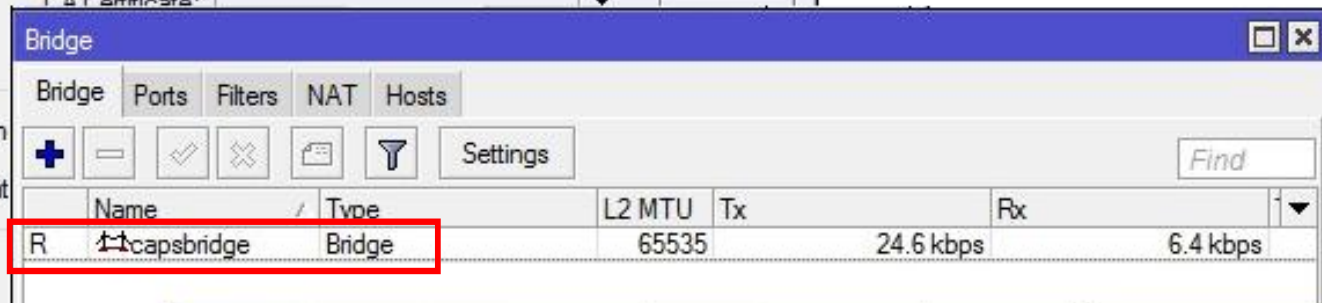 Bridge
Bridge Ports Filters NAT Hosts
Settings Find
Name Type L2 MTU Tx Rx
R capsbridge Bridge 65535 24.6 kbps 6.4 kbps